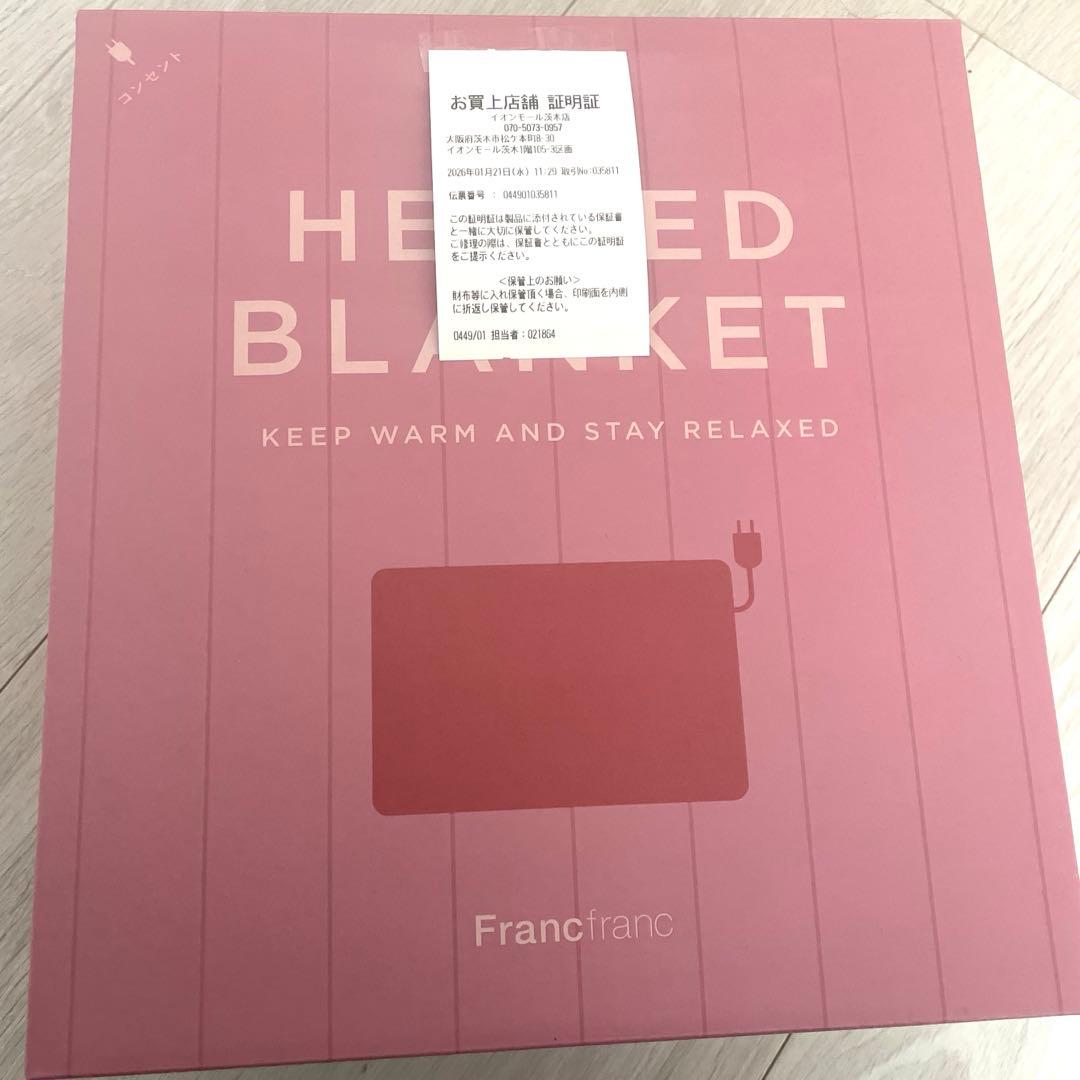 コンセント
お買上店舗 証明証
イオンモール茨木店
070-5073-0957
大阪府茨木市松ケ本町8-30
イオンモール茨木1階105-3区画
2026年01月21日(水) 11:29 取引No:035811
伝票番号 : 044901035811
この証明証は製品に添付されている保証書
と一緒に大切に保管してください。
ご修理の際は、保証書とともにこの証明証
をご提示ください。
<保管上のお願い>
財布等に入れ保管頂く場合、印刷面を内側
に折返し保管してください。
0449/01 担当者:021864
HE ED
BLANKET
KEEP WARM AND STAY RELAXED
Francfranc